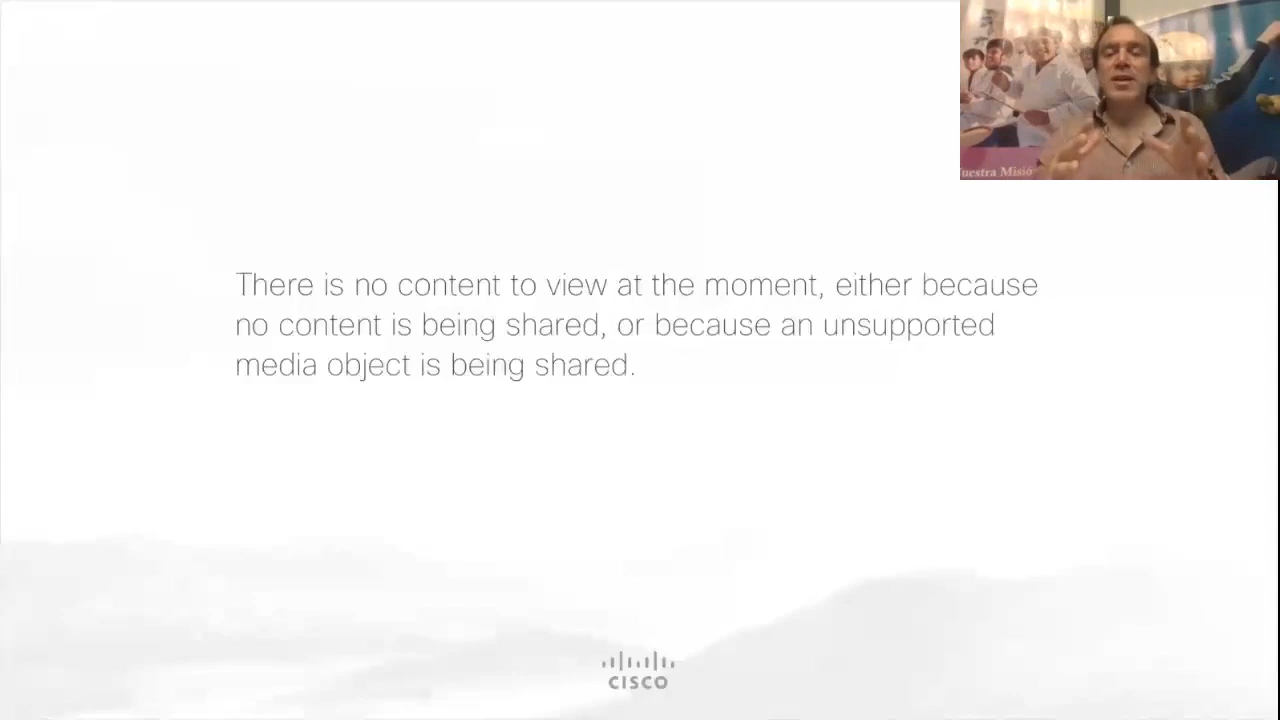 uestra Misió
There is no content to view at the moment, either because
no content is being shared, or because an unsupported
media object is being shared.
CISCO